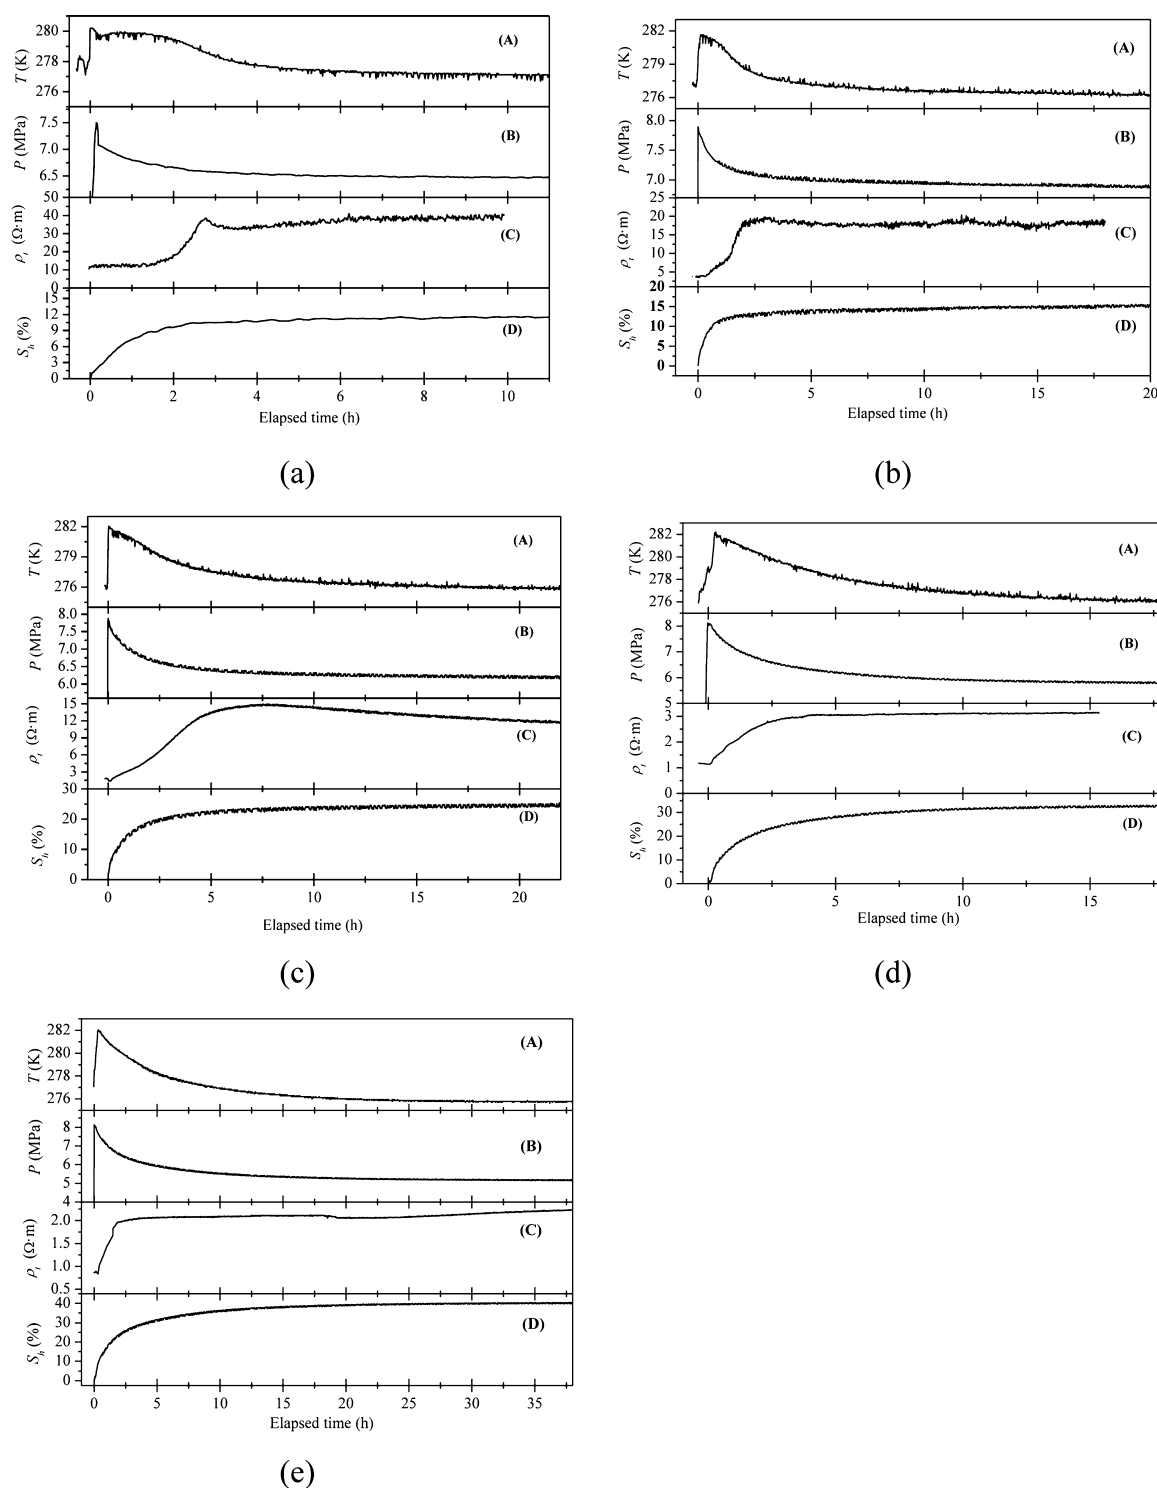 280
278
276
T (K)
(A)
7.5
7.0
6.5
P (MPa)
(B)
50
40
30
20
10
0
ρt (Ω·m)
(C)
15
12
9
6
3
0
Sh (%)
(D)
0 2 4 6 8 10
Elapsed time (h)
(a)
282
279
276
T (K)
(A)
8.0
7.5
7.0
P (MPa)
(B)
25
20
15
10
5
ρt (Ω·m)
(C)
20
15
10
5
0
Sh (%)
(D)
0 5 10 15 20
Elapsed time (h)
(b)
282
279
276
T (K)
(A)
8.0
7.5
7.0
6.5
6.0
P (MPa)
(B)
15
12
9
6
3
ρt (Ω·m)
(C)
30
20
10
0
Sh (%)
(D)
0 5 10 15 20
Elapsed time (h)
(c)
282
280
278
276
T (K)
(A)
8
7
6
5
P (MPa)
(B)
3
2
1
0
ρt (Ω·m)
(C)
30
20
10
0
Sh (%)
(D)
0 5 10 15
Elapsed time (h)
(d)
282
280
278
276
T (K)
(A)
8
7
6
5
4
P (MPa)
(B)
2.0
1.5
1.0
0.5
ρt (Ω·m)
(C)
40
30
20
10
0
Sh (%)
(D)
0 5 10 15 20 25 30 35
Elapsed time (h)
(e)